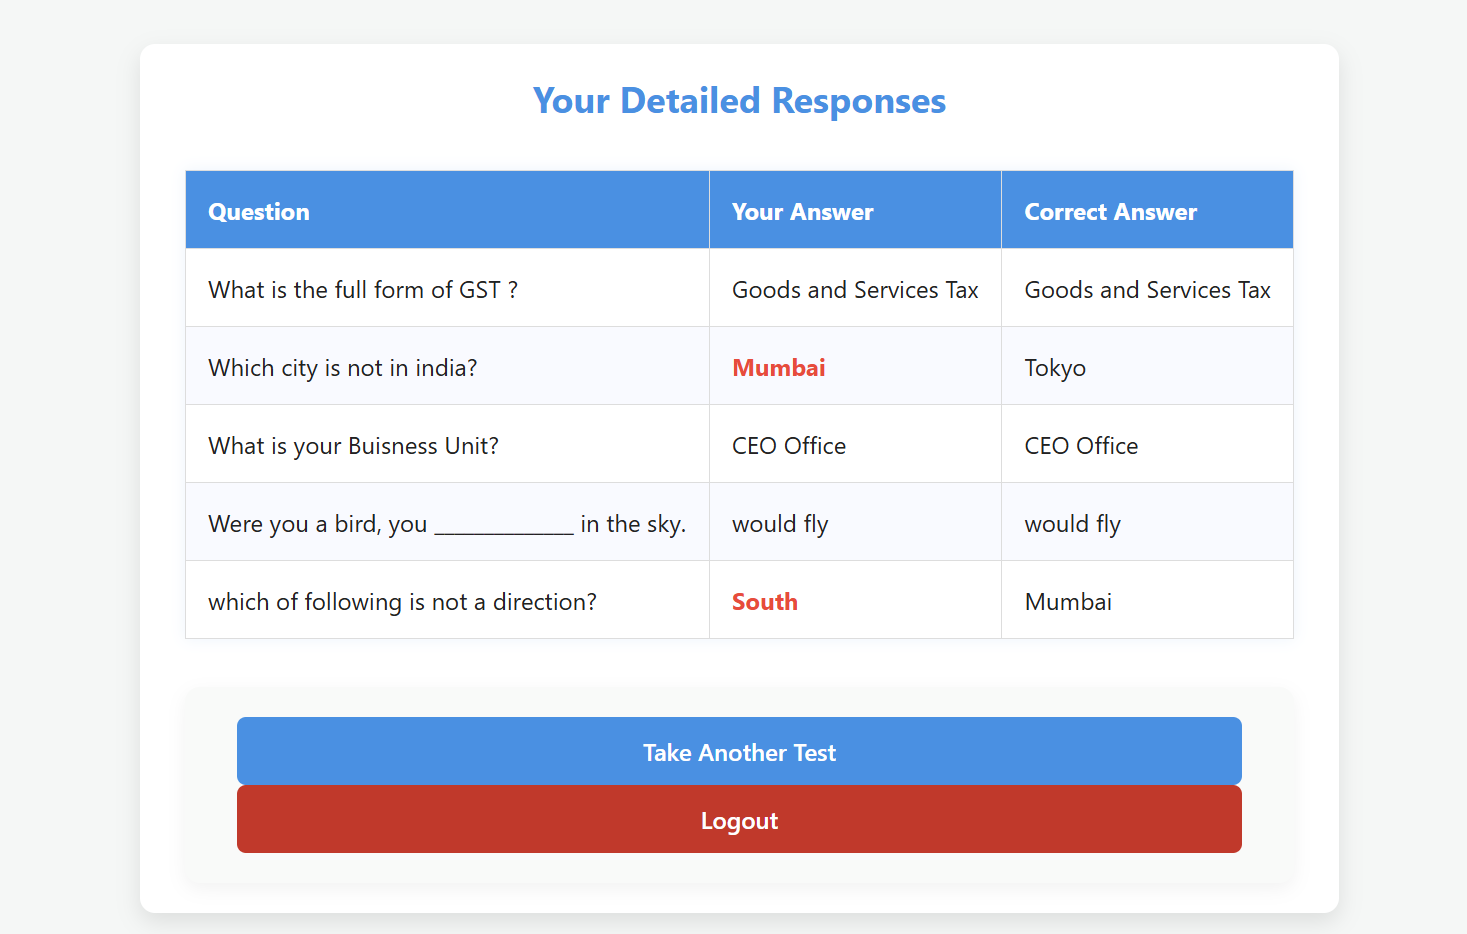 Your Detailed Responses
Question Your Answer Correct Answer
What is the full form of GST ? Goods and Services Tax Goods and Services Tax
Which city is not in india? Mumbai Tokyo
What is your Buisness Unit? CEO Office CEO Office
Were you a bird, you ______________ in the sky. would fly would fly
which of following is not a direction? South Mumbai
Take Another Test
Logout